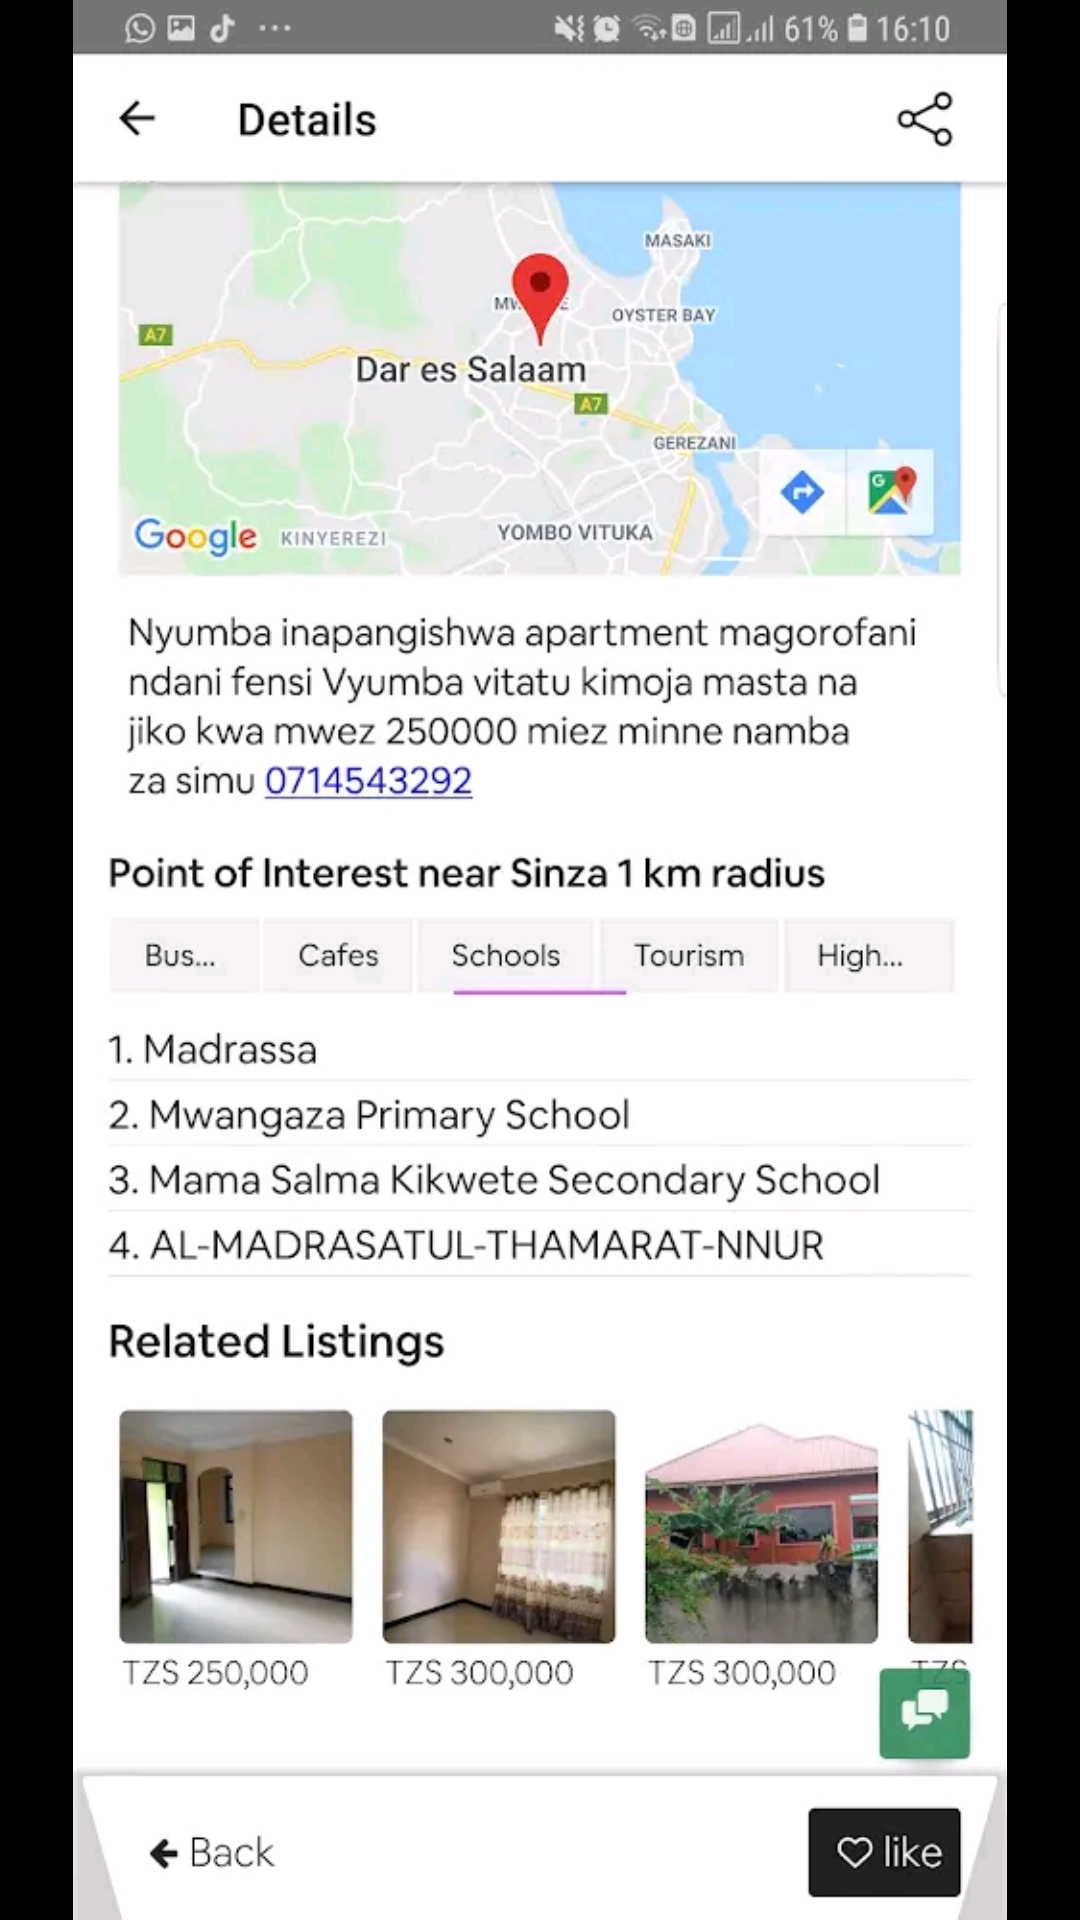 61% 16:10
Details
MASAKI
OYSTER BAY
A7
Dar es Salaam
A7
GEREZANI
G
Google
KINYEREZI
YOMBO VITUKA
Nyumba inapangishwa apartment magorofani
ndani fensi Vyumba vitatu kimoja masta na
jiko kwa mwez 250000 miez minne namba
za simu 0714543292
Point of Interest near Sinza 1 km radius
Bus... Cafes Schools Tourism High...
1. Madrassa
2. Mwangaza Primary School
3. Mama Salma Kikwete Secondary School
4. AL-MADRASATUL-THAMARAT-NNUR
Related Listings
TZS 250,000 TZS 300,000 TZS 300,000 TZS
Back
like